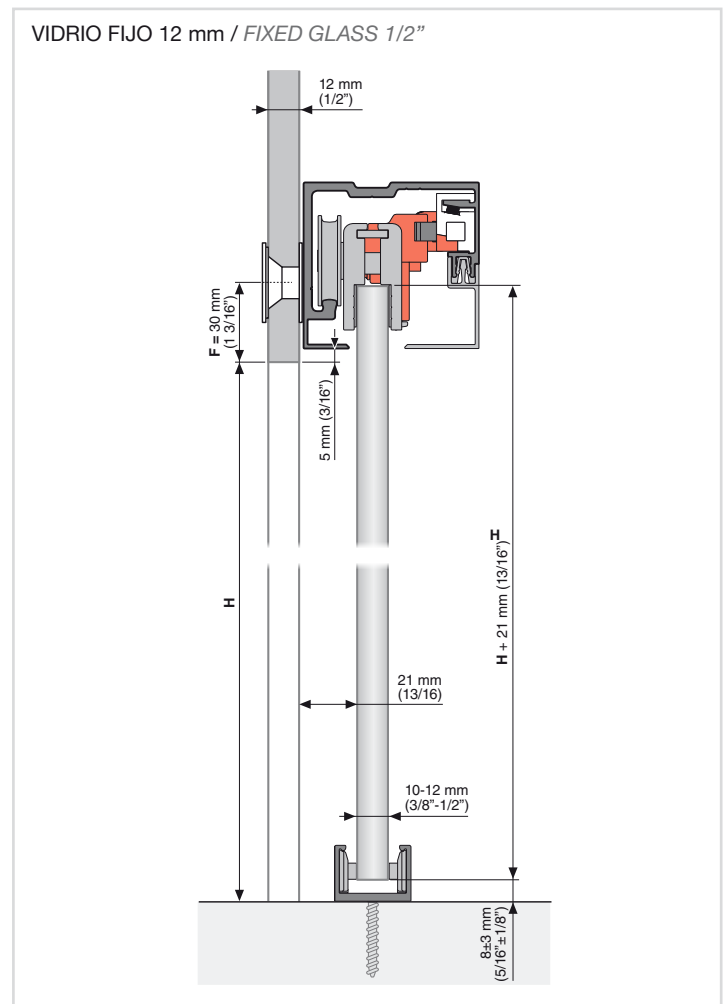 VIDRIO FIJO 12 mm / FIXED GLASS 1/2”
12 mm
(1/2”)
F = 30 mm
(1 3/16”)
5 mm (3/16”)
H
H + 21 mm (13/16”)
H
21 mm
(13/16)
10-12 mm
(3/8”-1/2”)
8±3 mm
(5/16”±1/8”)